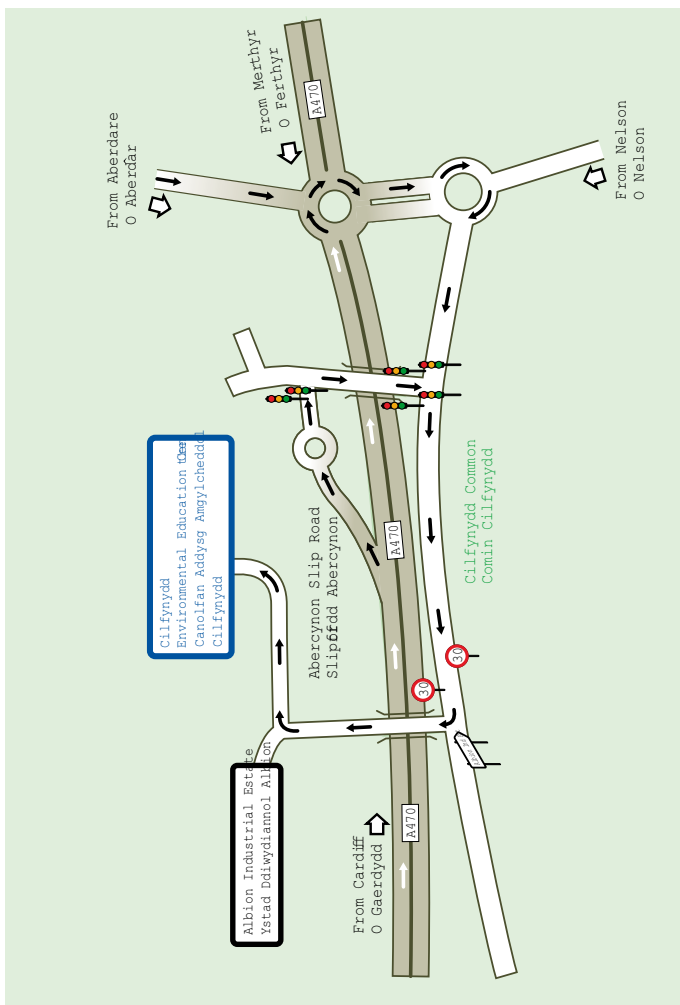 From Merthyr
O Ferthyr
A470
From Aberdare
O Aberdâr
From Nelson
O Nelson
Cilfynydd
Environmental Education Centre
Canolfan Addysg Amgylcheddol
Cilfynydd
Abercynon Slip Road
Slipffordd Abercynon
A470
Cilfynydd Common
Comin Cilfynydd
30
30
Albion Industrial Estate
Ystad Ddiwydiannol Albion
From Cardiff
O Gaerdydd
A470